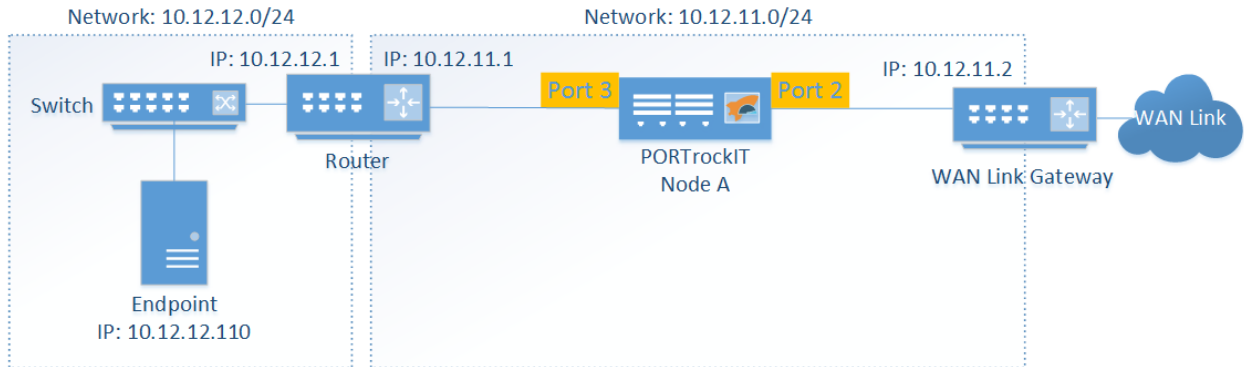 Network: 10.12.12.0/24
Network: 10.12.11.0/24
IP: 10.12.12.1
IP: 10.12.11.1
IP: 10.12.11.2
Port 3
Port 2
Switch
WAN Link
Router
PORTrockIT
Node A
WAN Link Gateway
Endpoint
IP: 10.12.12.110